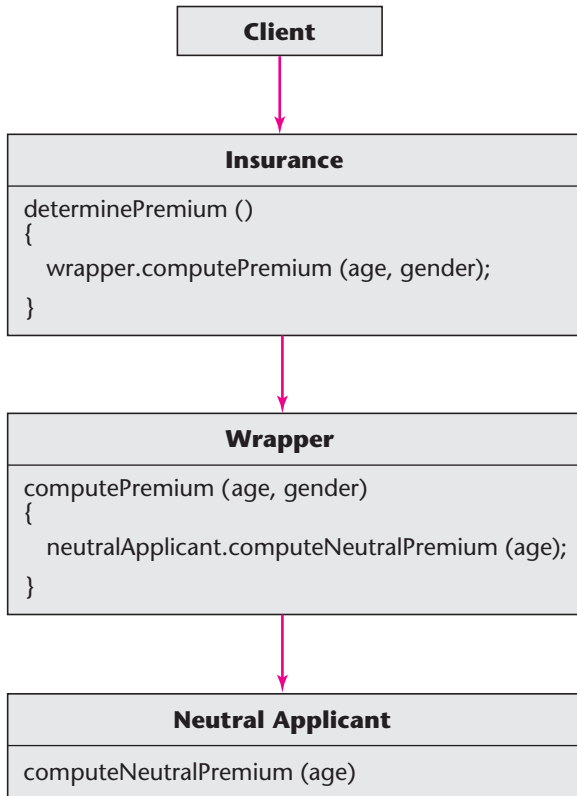 Client
Insurance
determinePremium ()
{
wrapper.computePremium (age, gender);
}
Wrapper
computePremium (age, gender)
{
neutralApplicant.computeNeutralPremium (age);
}
Neutral Applicant
computeNeutralPremium (age)